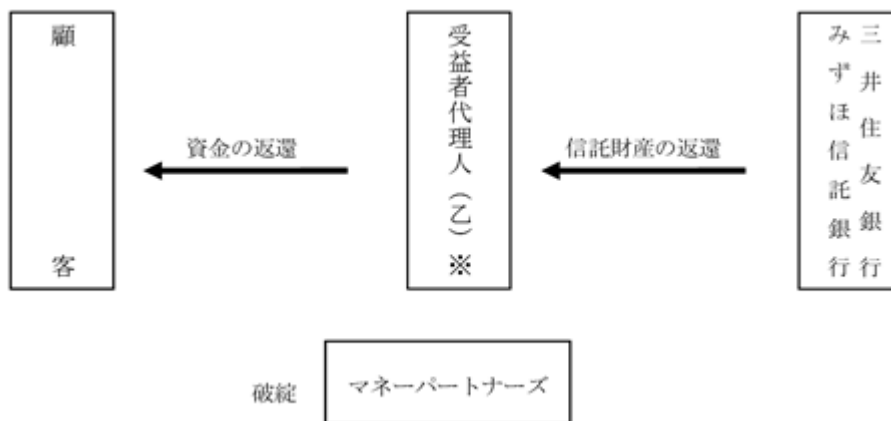 顧客
資金の返還
受益者代理人（乙）※
信託財産の返還
三井住友銀行
みずほ信託銀行
破綻
マネーパートナーズ